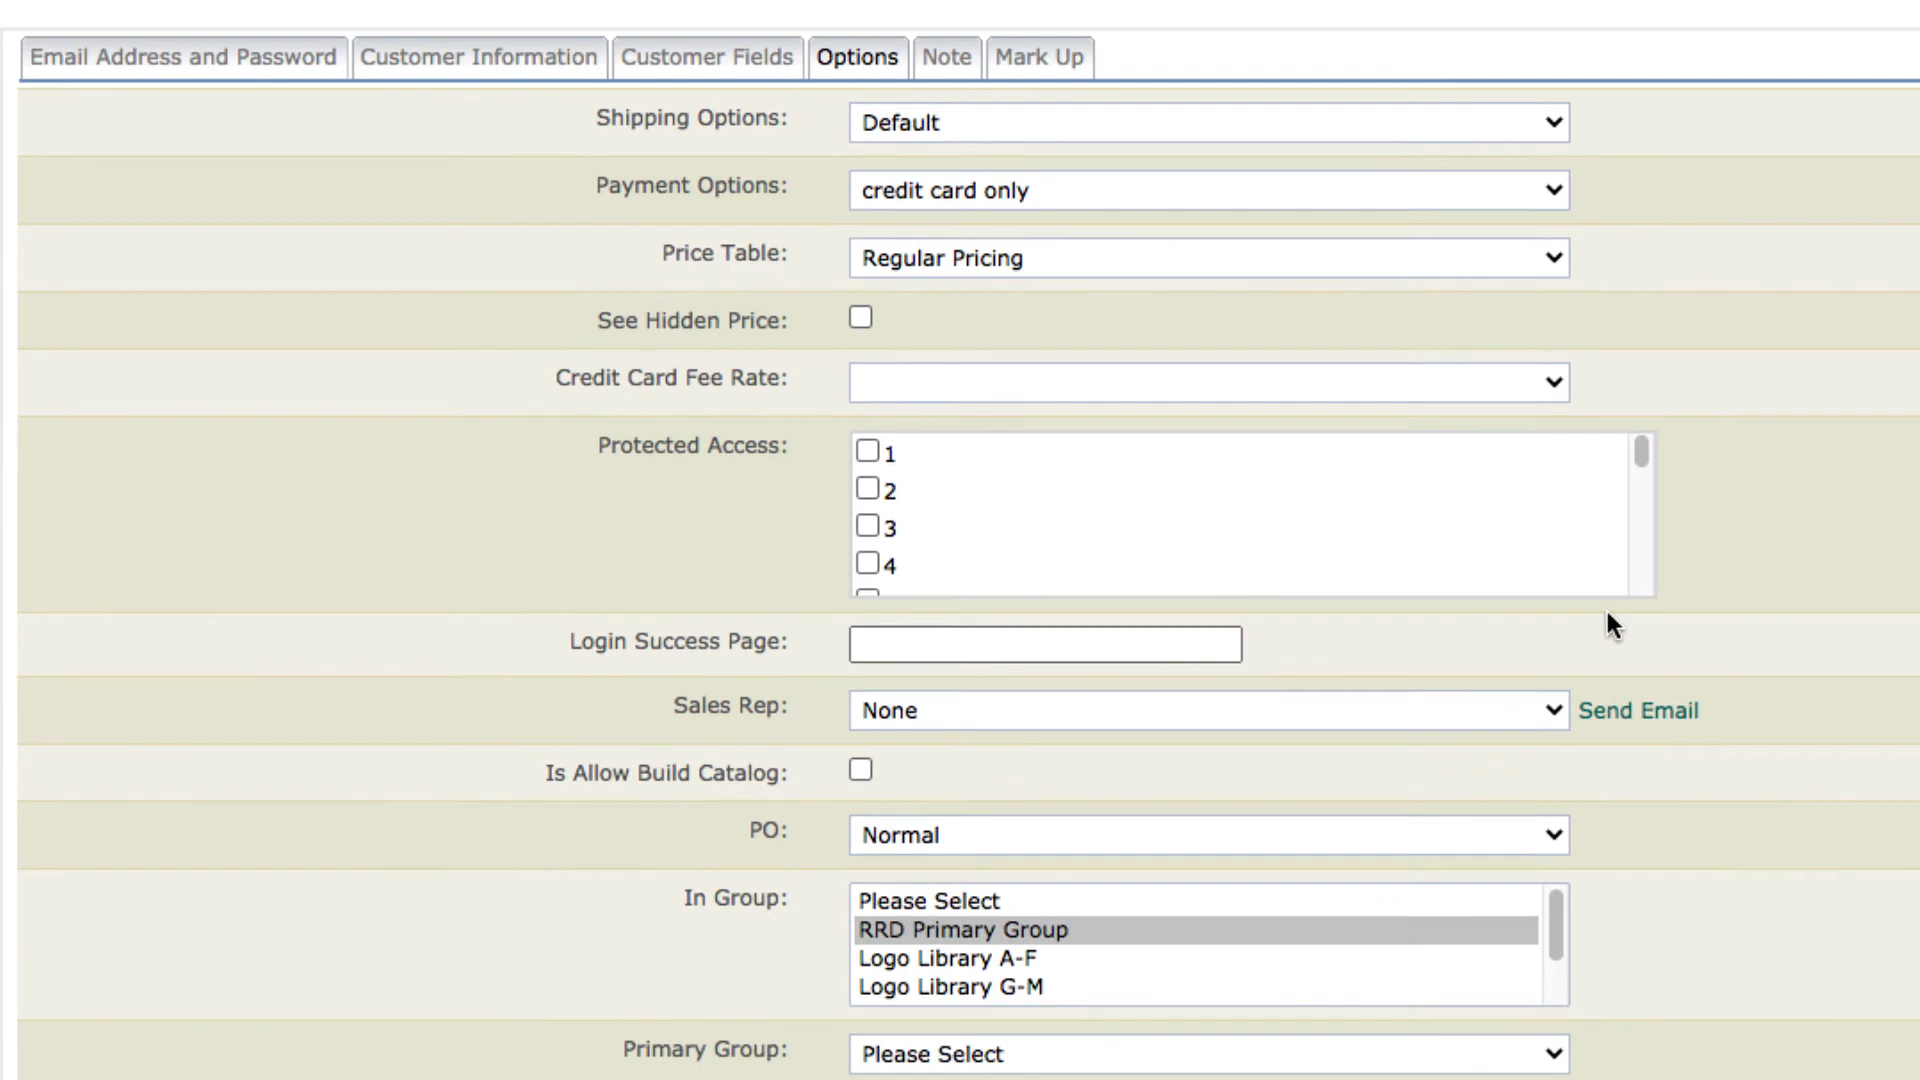 Email Address and Password Customer Information Customer Fields Options Note Mark Up
Shipping Options: Default
Payment Options: credit card only
Price Table: Regular Pricing
See Hidden Price:
Credit Card Fee Rate:
Protected Access: 1
2
3
4
Login Success Page:
Sales Rep: None Send Email
Is Allow Build Catalog:
PO: Normal
In Group: Please Select
RRD Primary Group
Logo Library A-F
Logo Library G-M
Primary Group: Please Select